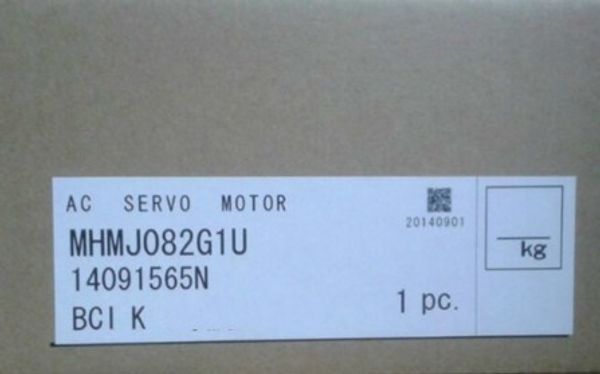 AC SERVO MOTOR
20140901
MHMJ082G1U
14091565N
BCI K
1 pc.
kg